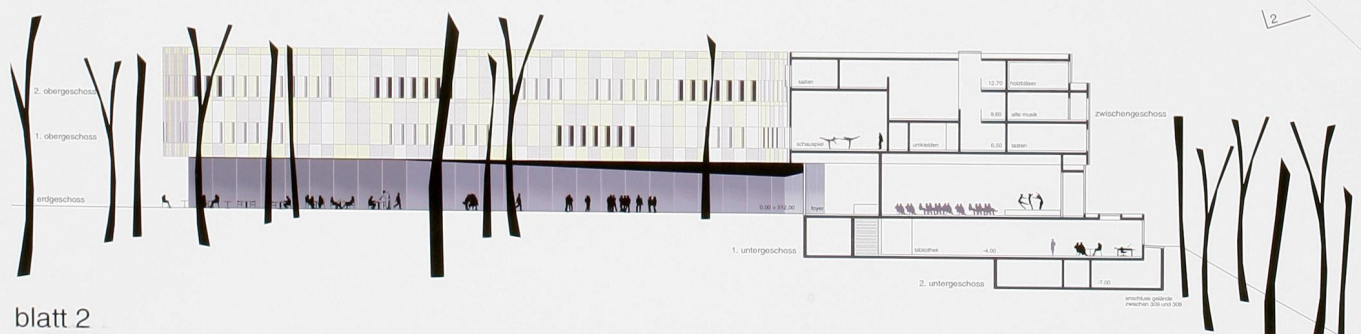 2
2. obergeschoss
1. obergeschoss
erdgeschoss
saiten
12.70
holzbläser
9.60
alte musik
zwischengeschoss
schauspiel
umkleiden
6.50
tasten
0.00 = 312.00
foyer
1. untergeschoss
bibliothek
-4.00
2. untergeschoss
-7.00
anschluss gelände
zwischen 309 und 308
blatt 2